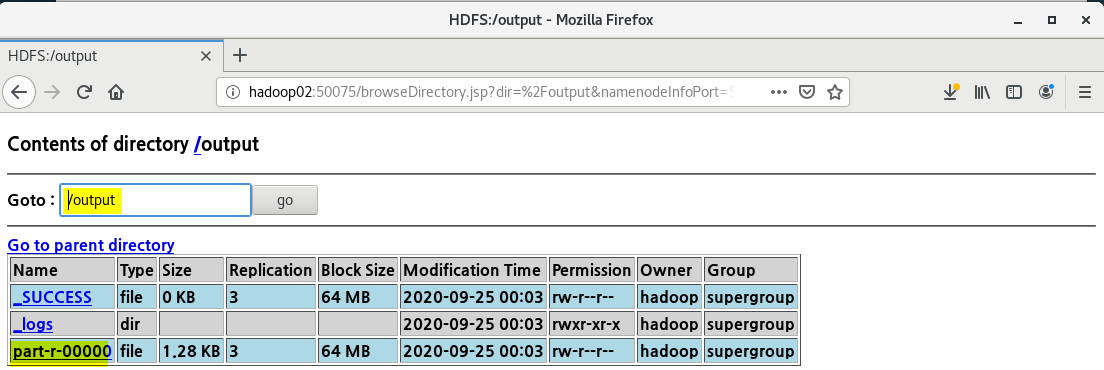 HDFS:/output - Mozilla Firefox
HDFS:/output
hadoop02:50075/browseDirectory.jsp?dir=%2Foutput&namenodeInfoPort=
Contents of directory /output
Goto : /output go
Go to parent directory
Name Type Size Replication Block Size Modification Time Permission Owner Group
_SUCCESS file 0 KB 3 64 MB 2020-09-25 00:03 rw-r--r-- hadoop supergroup
_logs dir 2020-09-25 00:03 rwxr-xr-x hadoop supergroup
part-r-00000 file 1.28 KB 3 64 MB 2020-09-25 00:03 rw-r--r-- hadoop supergroup